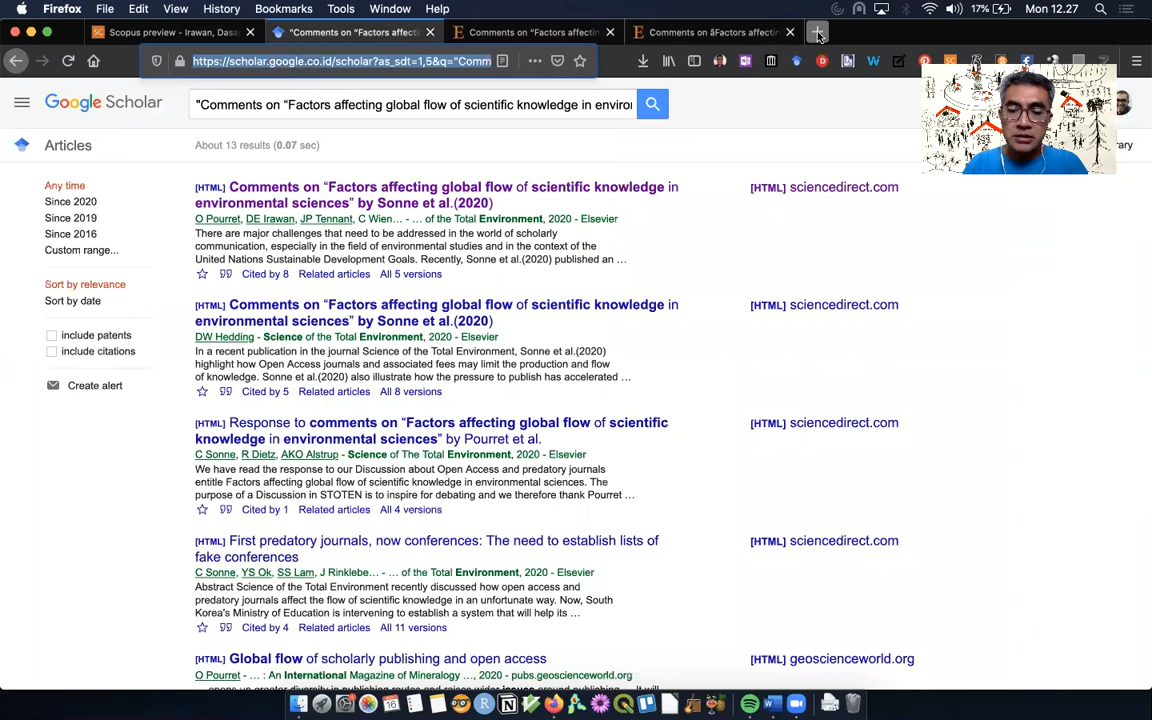 Firefox File Edit View History Bookmarks Tools Window Help 17% Mon 12.27
Scopus preview - Irawan, Dasap
"Comments on "Factors affecti
Comments on "Factors affectin
Comments on âFactors affectin
https://scholar.google.co.id/scholar?as_sdt=1,5&q="Comm
Google Scholar
"Comments on "Factors affecting global flow of scientific knowledge in enviro
Articles
About 13 results (0.07 sec)
rary
Any time
Since 2020
Since 2019
Since 2016
Custom range...
Sort by relevance
Sort by date
include patents
include citations
Create alert
[HTML] Comments on "Factors affecting global flow of scientific knowledge in
environmental sciences" by Sonne et al.(2020)
O Pourret, DE Irawan, JP Tennant, C Wien... - ... of the Total Environment, 2020 - Elsevier
There are major challenges that need to be addressed in the world of scholarly
communication, especially in the field of environmental studies and in the context of the
United Nations Sustainable Development Goals. Recently, Sonne et al.(2020) published an ...
Cited by 8 Related articles All 5 versions
[HTML] sciencedirect.com
[HTML] Comments on "Factors affecting global flow of scientific knowledge in
environmental sciences" by Sonne et al.(2020)
DW Hedding - Science of the Total Environment, 2020 - Elsevier
In a recent publication in the journal Science of the Total Environment, Sonne et al.(2020)
highlight how Open Access journals and associated fees may limit the production and flow
of knowledge. Sonne et al.(2020) also illustrate how the pressure to publish has accelerated ...
Cited by 5 Related articles All 8 versions
[HTML] sciencedirect.com
[HTML] Response to comments on "Factors affecting global flow of scientific
knowledge in environmental sciences" by Pourret et al.
C Sonne, R Dietz, AKO Alstrup - Science of The Total Environment, 2020 - Elsevier
We have read the response to our Discussion about Open Access and predatory journals
entitle Factors affecting global flow of scientific knowledge in environmental sciences. The
purpose of a Discussion in STOTEN is to inspire for debating and we therefore thank Pourret ...
Cited by 1 Related articles All 4 versions
[HTML] sciencedirect.com
[HTML] First predatory journals, now conferences: The need to establish lists of
fake conferences
C Sonne, YS Ok, SS Lam, J Rinklebe... - ... of the Total Environment, 2020 - Elsevier
Abstract Science of the Total Environment recently discussed how open access and
predatory journals affect the flow of scientific knowledge in an unfortunate way. Now, South
Korea's Ministry of Education is intervening to establish a system that will help its ...
Cited by 4 Related articles All 11 versions
[HTML] sciencedirect.com
[HTML] Global flow of scholarly publishing and open access
O Pourret - ... : An International Magazine of Mineralogy ..., 2020 - pubs.geoscienceworld.org
[HTML] geoscienceworld.org